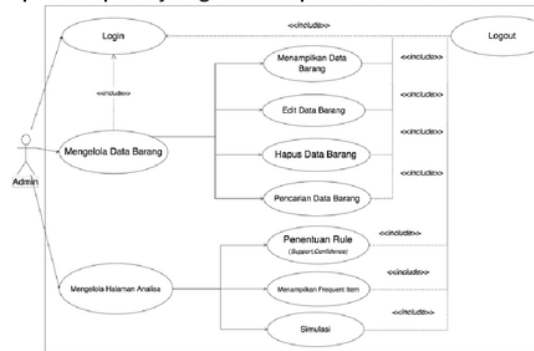 <<include>>
Login
Logout
Menampilkan Data
Barang
<<include>>
<<include>>
Edit Data Barang
<<include>>
<<include>>
Mengelola Data Barang
Hapus Data Barang
Admin
<<include>>
Pencarian Data Barang
Penentuan Rule
(Support,Confidence)
<<include>>
<<include>>
Mengelola Halaman Analisa
Menampilkan Frequent Item
<<include>>
Simulasi